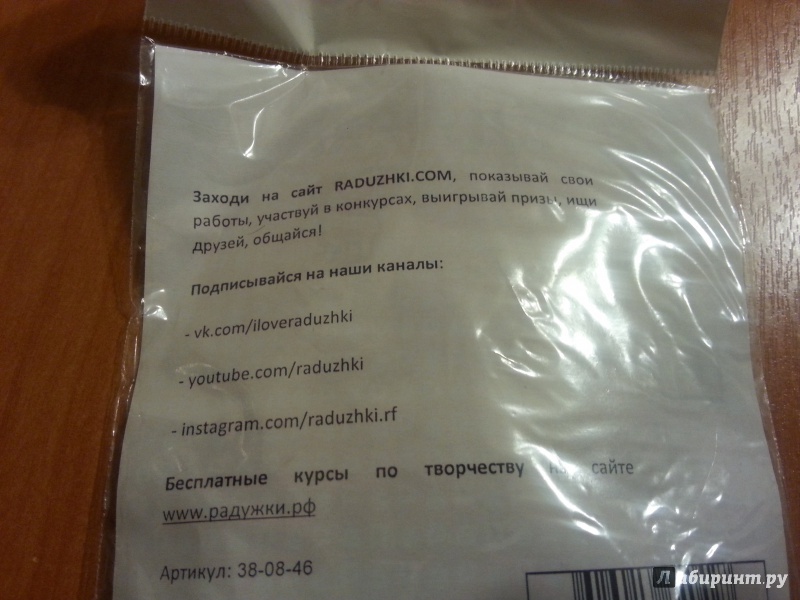 Заходи на сайт RADUZHKI.COM, показывай свои
работы, участвуй в конкурсах, выигрывай призы, ищи
друзей, общайся!
Подписывайся на наши каналы:
- vk.com/iloveraduzhki
- youtube.com/raduzhki
- instagram.com/raduzhki.rf
Бесплатные курсы по творчеству на сайте
www.радужки.рф
Артикул: 38-08-46
Лабиринт.ру